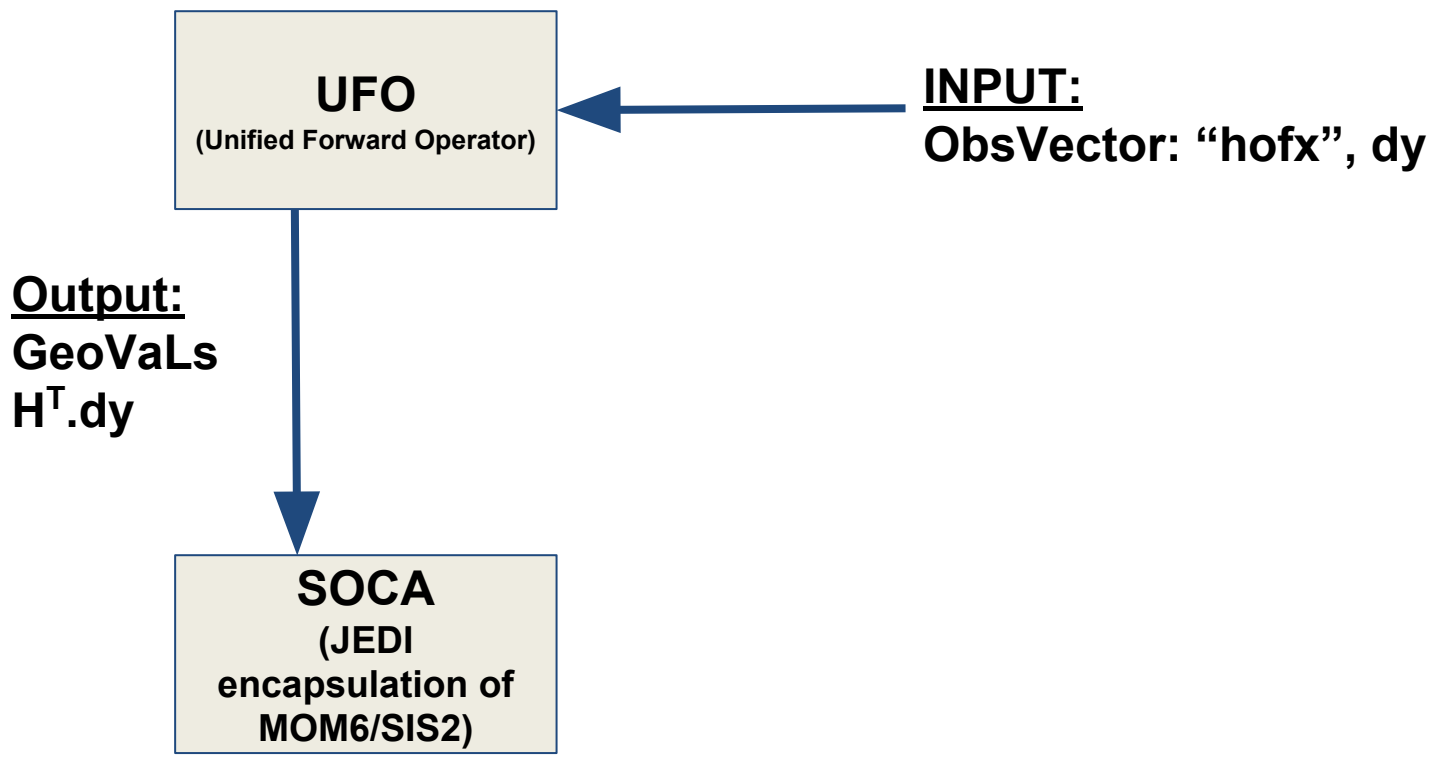 UFO
(Unified Forward Operator)
INPUT:
ObsVector: “hofx”, dy
Output:
GeoVaLs
Hᵀ.dy
SOCA
(JEDI
encapsulation of
MOM6/SIS2)